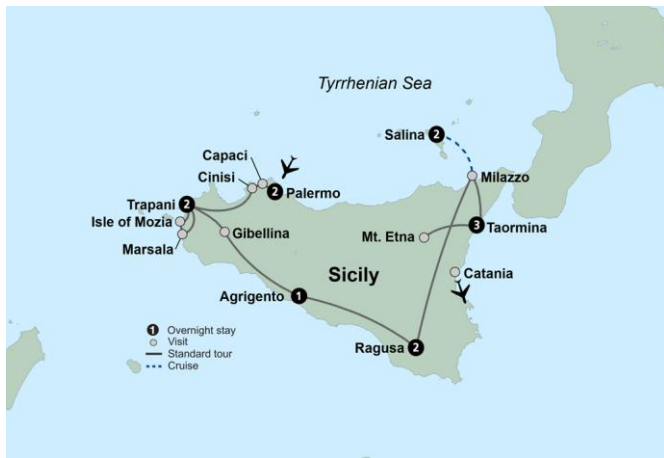 Tyrrhenian Sea
Salina 2
Capaci
Cinisi
Milazzo
2 Palermo
Trapani 2
Isle of Mozia
3 Taormina
Gibellina
Mt. Etna
Marsala
Sicily
Catania
Agrigento 1
1 Overnight stay
Visit
Standard tour
Cruise
Ragusa 2